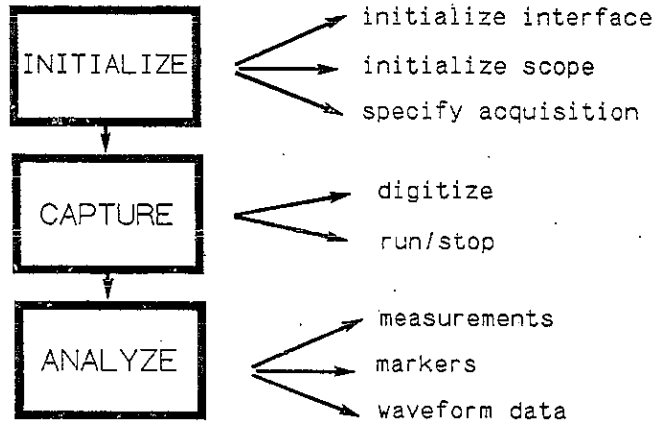 INITIALIZE
initialize interface
initialize scope
specify acquisition
CAPTURE
digitize
run/stop
ANALYZE
measurements
markers
waveform data